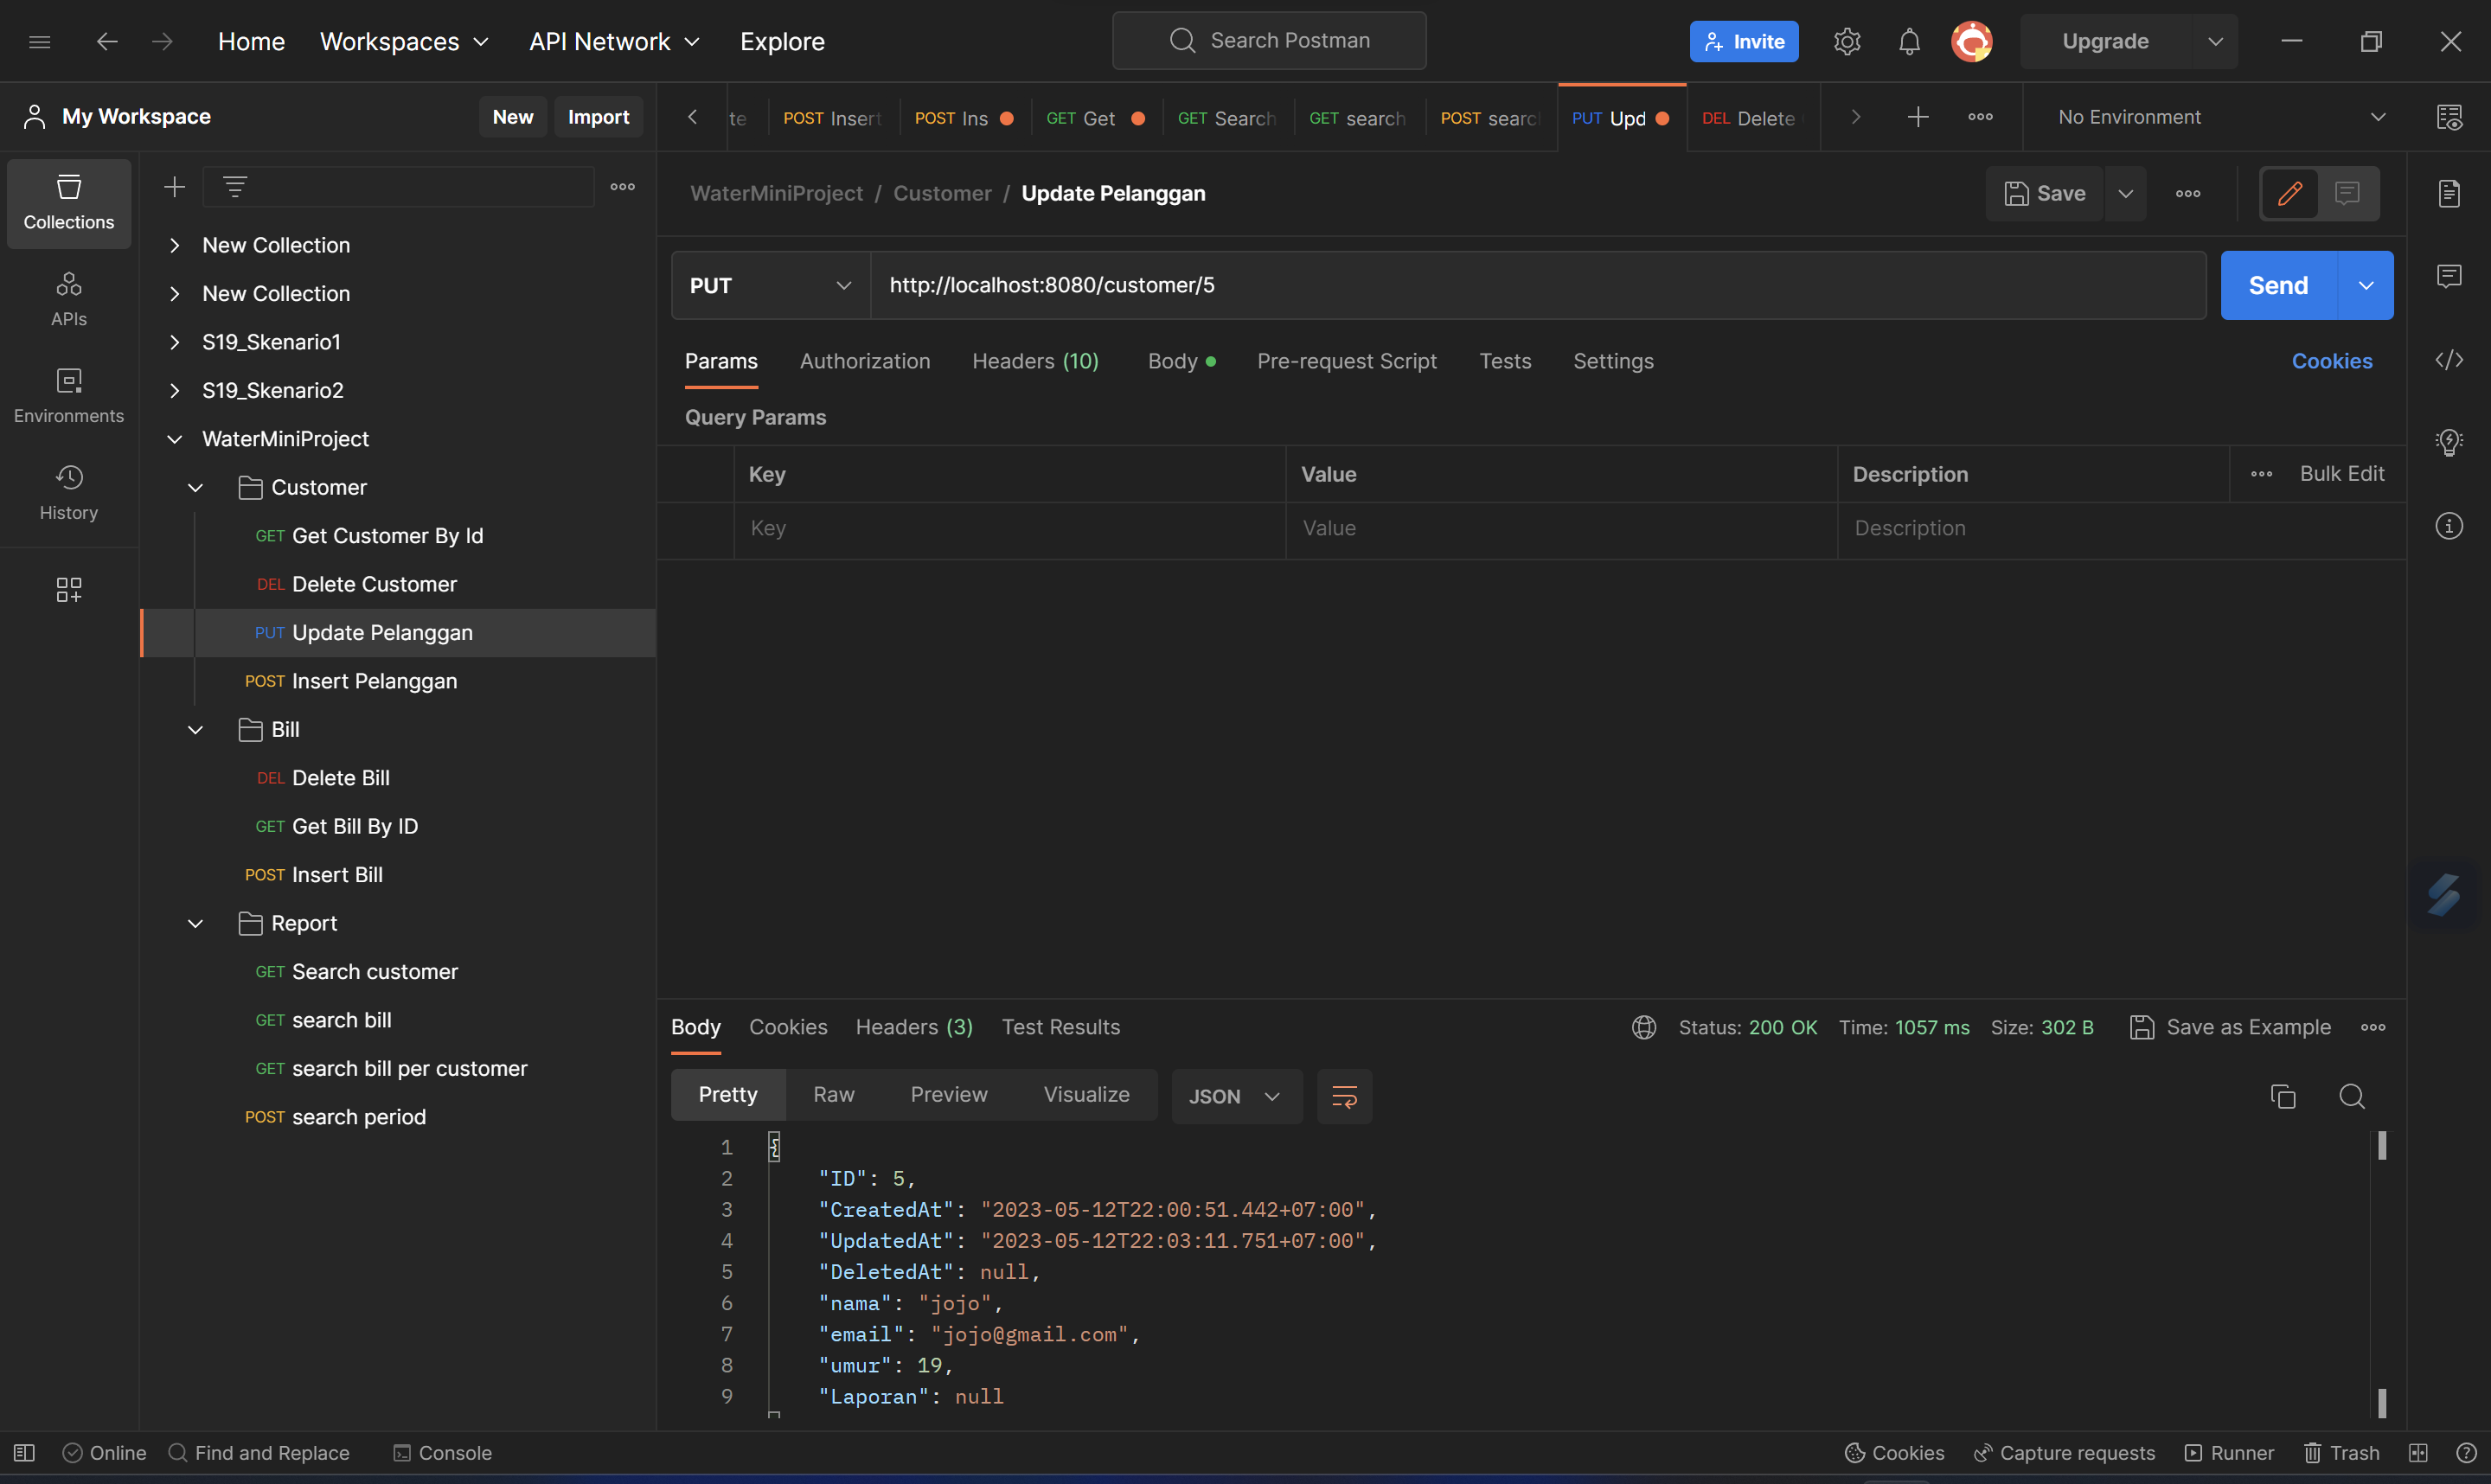 Home Workspaces API Network Explore Search Postman Invite Upgrade
My Workspace New Import
te POST Insert POST Ins GET Get GET Search GET search POST searc PUT Upd DEL Delete No Environment
Collections
APIs
Environments
History
New Collection
New Collection
S19_Skenario1
S19_Skenario2
WaterMiniProject
Customer
GET Get Customer By Id
DEL Delete Customer
PUT Update Pelanggan
POST Insert Pelanggan
Bill
DEL Delete Bill
GET Get Bill By ID
POST Insert Bill
Report
GET Search customer
GET search bill
GET search bill per customer
POST search period
WaterMiniProject / Customer / Update Pelanggan Save
PUT http://localhost:8080/customer/5 Send
Params Authorization Headers (10) Body Pre-request Script Tests Settings Cookies
Query Params
Key Value Description Bulk Edit
Key Value Description
Body Cookies Headers (3) Test Results Status: 200 OK Time: 1057 ms Size: 302 B Save as Example
Pretty Raw Preview Visualize JSON
1 {
2 "ID": 5,
3 "CreatedAt": "2023-05-12T22:00:51.442+07:00",
4 "UpdatedAt": "2023-05-12T22:03:11.751+07:00",
5 "DeletedAt": null,
6 "nama": "jojo",
7 "email": "jojo@gmail.com",
8 "umur": 19,
9 "Laporan": null
Online Find and Replace Console Cookies Capture requests Runner Trash